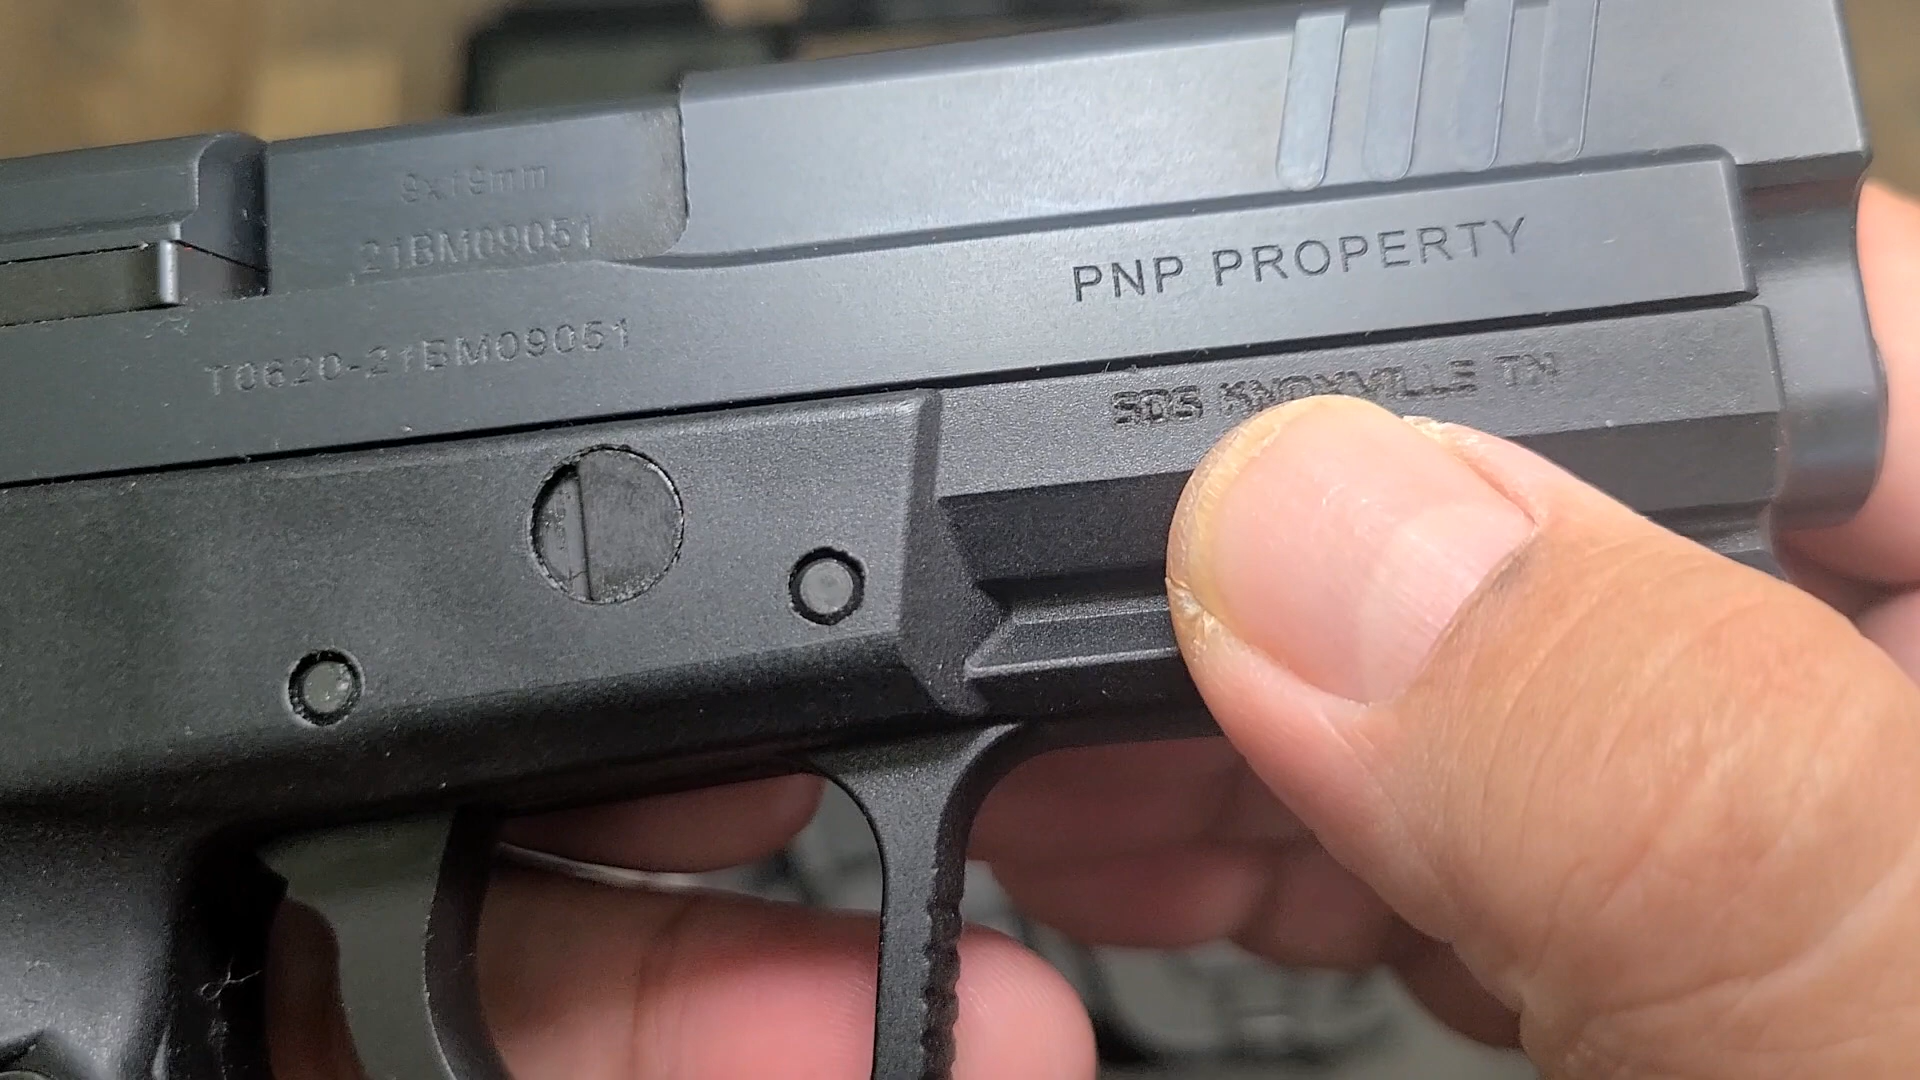 9x19mm
21BM09051
PNP PROPERTY
T0620-21BM09051
SDS KNOXVILLE TN